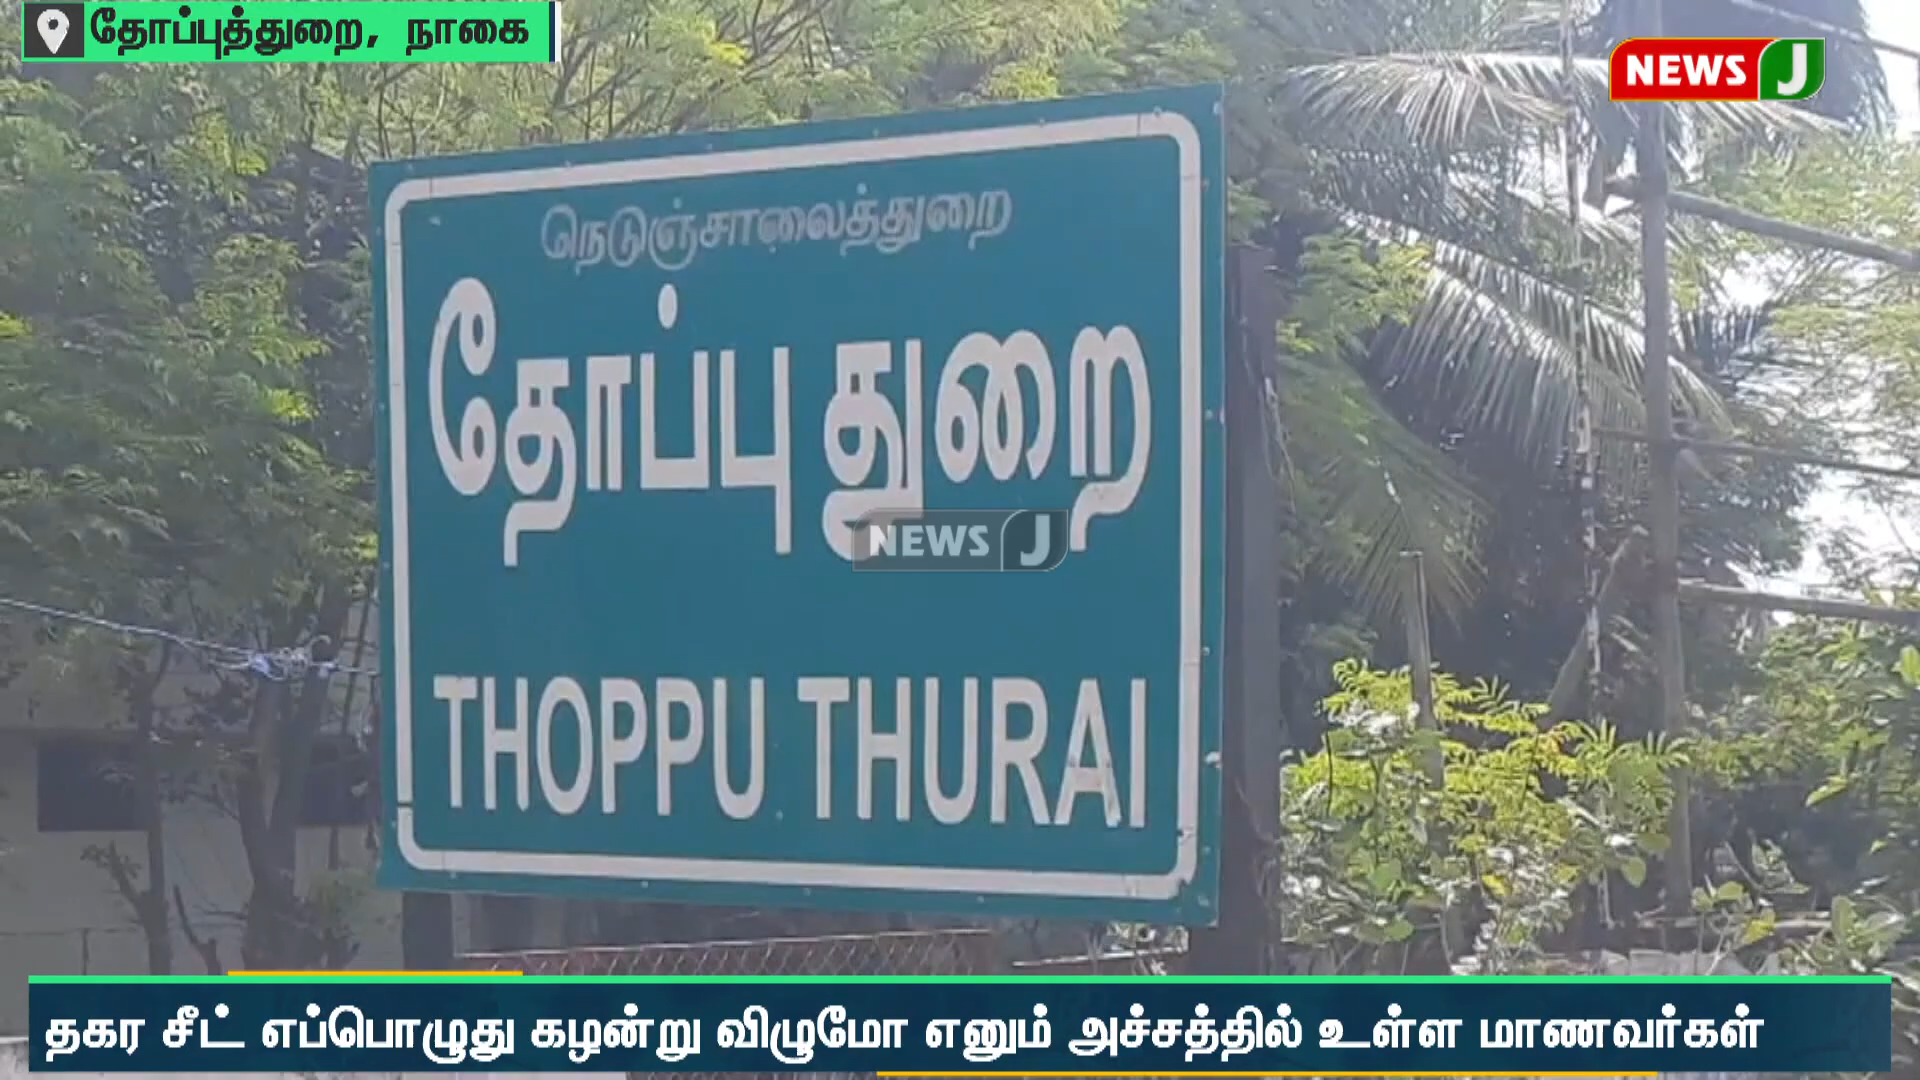 தோப்புத்துறை, நாகை
NEWS J
நெடுஞ்சாலைத்துறை
தோப்பு துறை
NEWS J
THOPPU THURAI
தகர சீட் எப்பொழுது கழன்று விழுமோ எனும் அச்சத்தில் உள்ள மாணவர்கள்